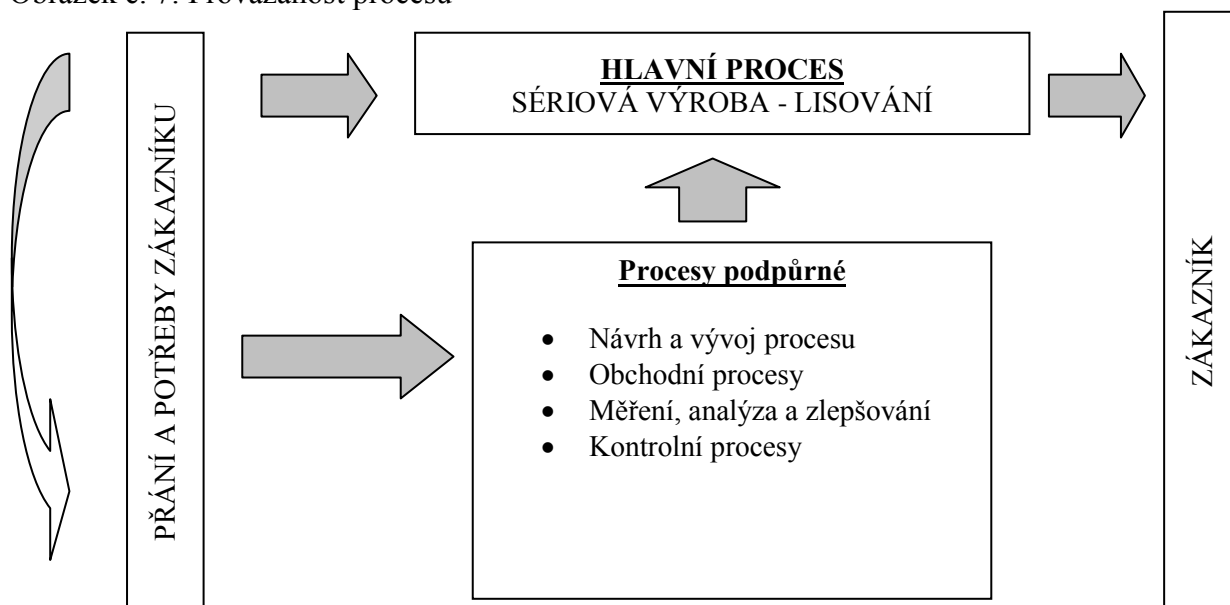 Obrázek č. 7: Provázanost procesů
HLAVNÍ PROCES
SÉRIOVÁ VÝROBA - LISOVÁNÍ
PŘÁNÍ A POTŘEBY ZÁKAZNÍKU
Procesy podpůrné
• Návrh a vývoj procesu
• Obchodní procesy
• Měření, analýza a zlepšování
• Kontrolní procesy
ZÁKAZNÍK